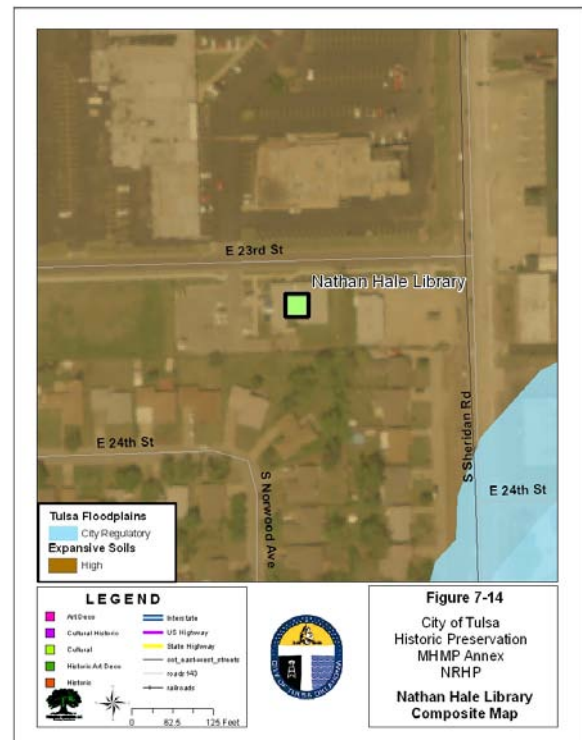 E 23rd St
Nathan Hale Library
S Sheridan Rd
E 24th St
S Norwood Ave
E 24th St
Tulsa Floodplains
City Regulatory
Expansive Soils
High
LEGEND
Art Deco
Cultural Historic
Cultural
Historic Art Deco
Historic
Interstate
US Highway
State Highway
roads143
railroads
0 62.5 125 Feet
Figure 7-14
City of Tulsa
Historic Preservation
MHMP Annex
NRHP
Nathan Hale Library
Composite Map